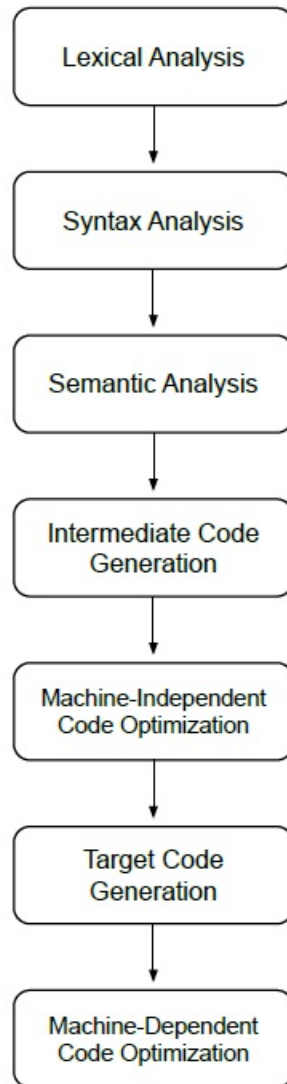 Lexical Analysis
Syntax Analysis
Semantic Analysis
Intermediate Code
Generation
Machine-Independent
Code Optimization
Target Code
Generation
Machine-Dependent
Code Optimization